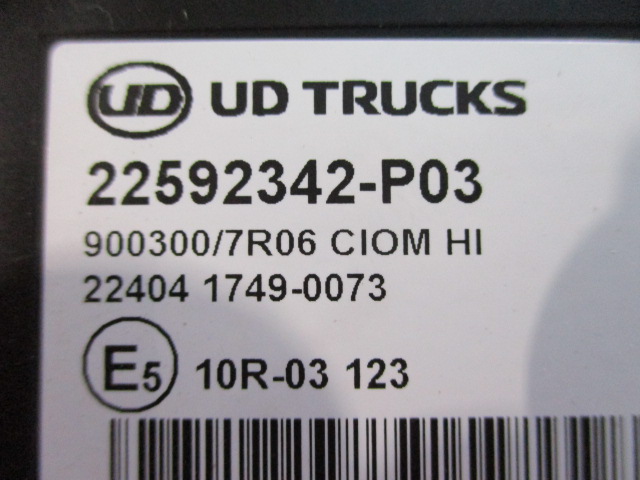 UD UD TRUCKS
22592342-P03
900300/7R06 CIOM HI
22404 1749-0073
E5 10R-03 123